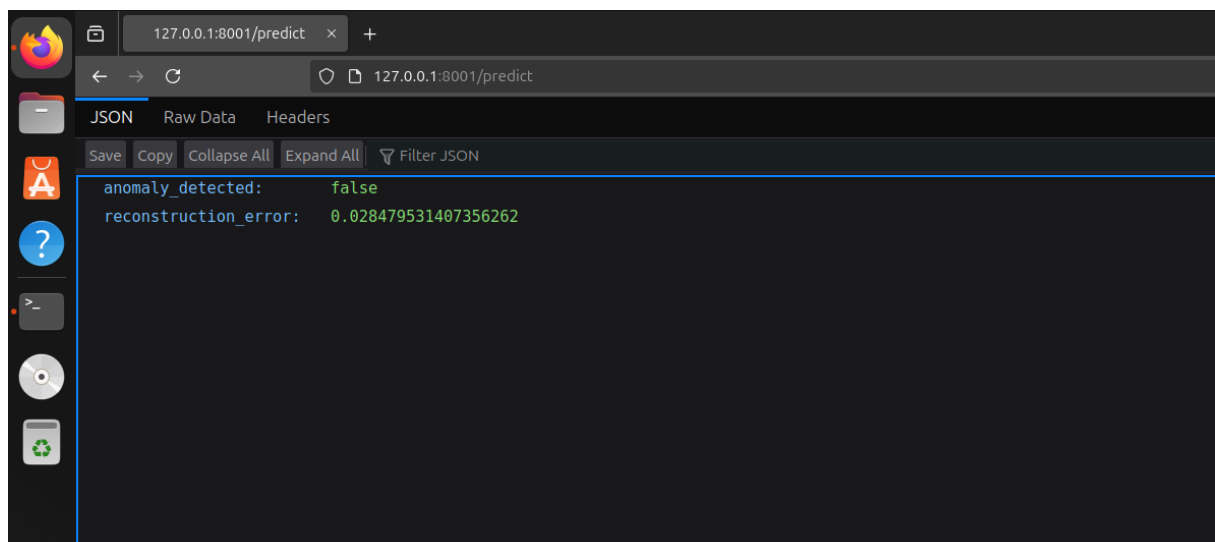 127.0.0.1:8001/predict × +
127.0.0.1:8001/predict
JSON Raw Data Headers
Save Copy Collapse All Expand All Filter JSON
anomaly_detected: false
reconstruction_error: 0.028479531407356262